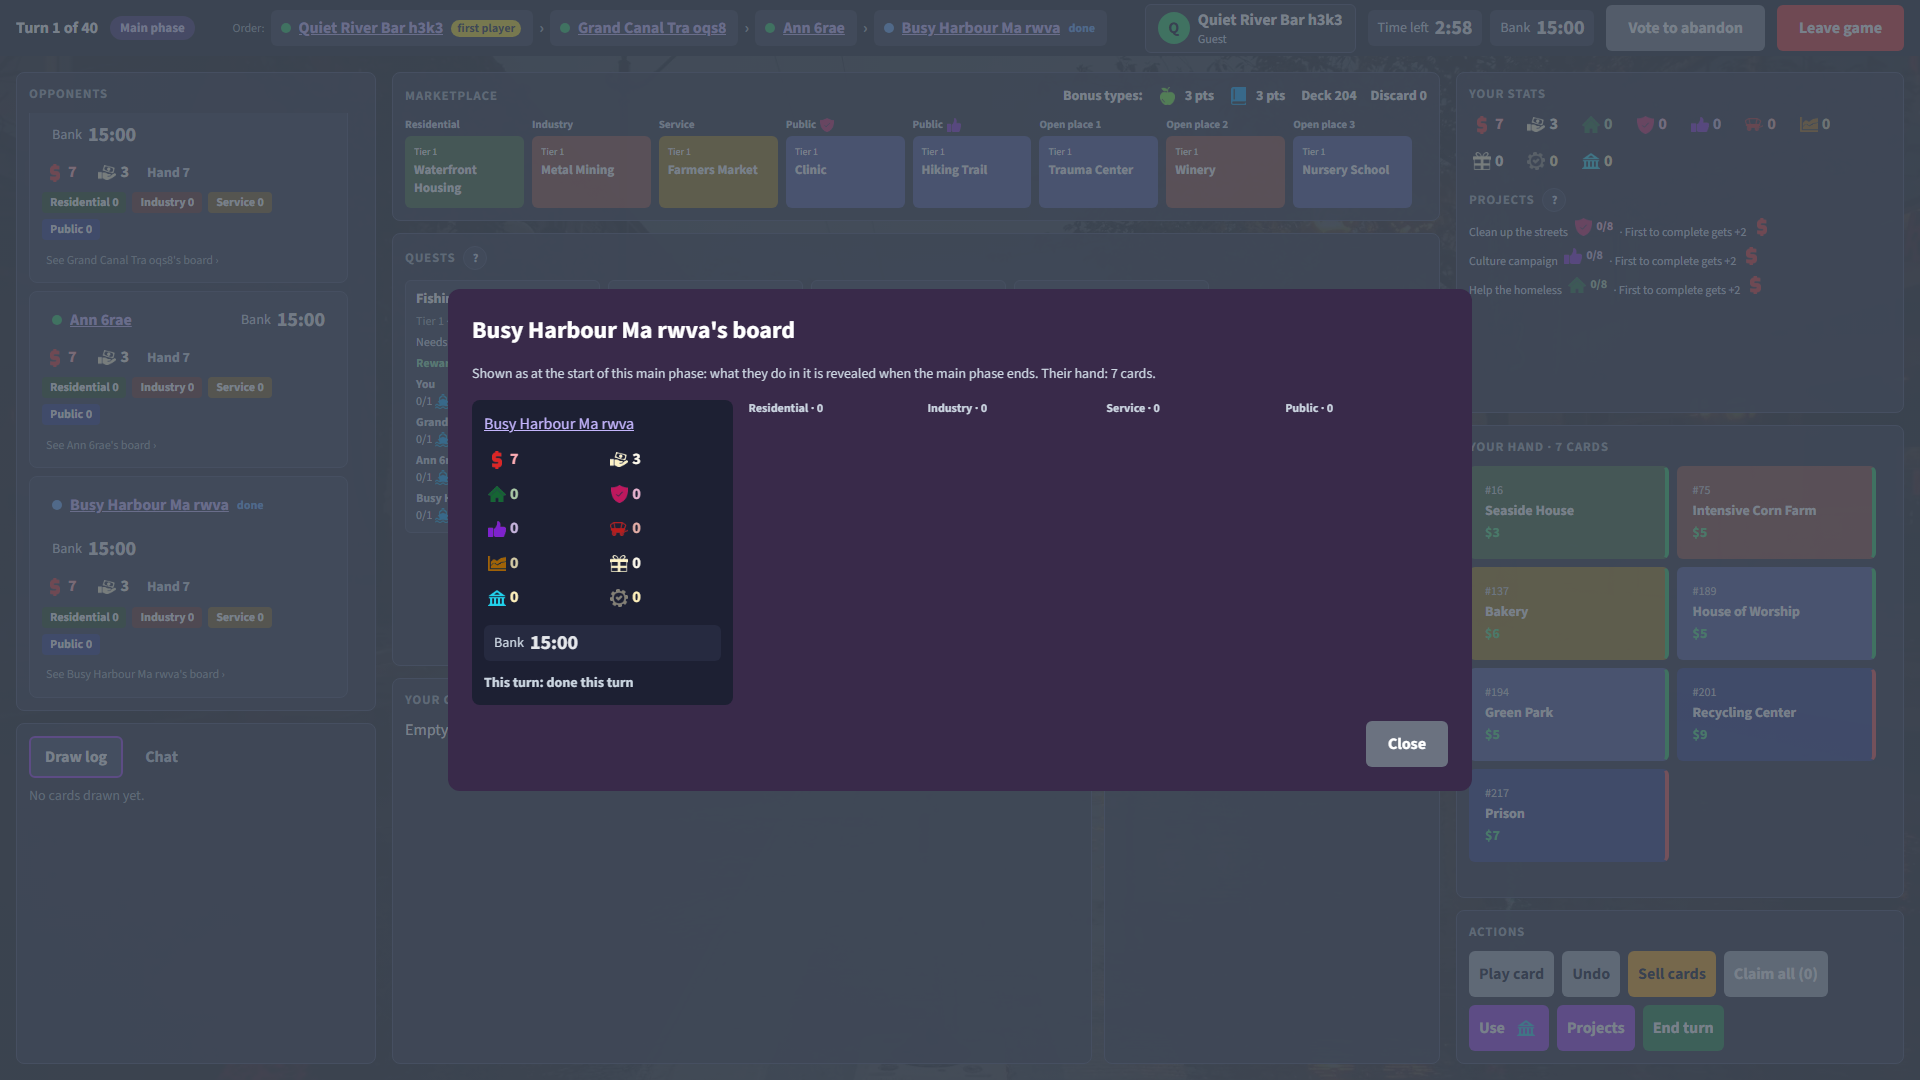 Turn 1 of 40 Main phase Order: Quiet River Bar h3k3 first player › Grand Canal Tra oqs8 › Ann 6rae › Busy Harbour Ma rwva done Q Quiet River Bar h3k3 Guest Time left 2:58 Bank 15:00 Vote to abandon Leave game
OPPONENTS
Bank 15:00
$ 7 3 Hand 7
Residential 0 Industry 0 Service 0
Public 0
See Grand Canal Tra oqs8's board ›
Ann 6rae Bank 15:00
$ 7 3 Hand 7
Residential 0 Industry 0 Service 0
Public 0
See Ann 6rae's board ›
Busy Harbour Ma rwva done
Bank 15:00
$ 7 3 Hand 7
Residential 0 Industry 0 Service 0
Public 0
See Busy Harbour Ma rwva's board ›
Draw log Chat
No cards drawn yet.
MARKETPLACE Bonus types: 3 pts 3 pts Deck 204 Discard 0
Residential Industry Service Public Public Open place 1 Open place 2 Open place 3
Tier 1 Tier 1 Tier 1 Tier 1 Tier 1 Tier 1 Tier 1 Tier 1
Waterfront Housing Metal Mining Farmers Market Clinic Hiking Trail Trauma Center Winery Nursery School
QUESTS ?
Tier 1
Needs
You
0/1
Grand
0/1
0/1
0/1
Empty
Busy Harbour Ma rwva's board
Shown as at the start of this main phase: what they do in it is revealed when the main phase ends. Their hand: 7 cards.
Busy Harbour Ma rwva
$ 7 3
0 0
0 0
0 0
0 0
Bank 15:00
This turn: done this turn
Residential · 0 Industry · 0 Service · 0 Public · 0
Close
YOUR STATS
$ 7 3 0 0 0 0 0
0 0 0
PROJECTS ?
Clean up the streets 0/8 · First to complete gets +2 $
Culture campaign 0/8 · First to complete gets +2 $
Help the homeless 0/8 · First to complete gets +2 $
YOUR HAND · 7 CARDS
#16
Seaside House
$3
#75
Intensive Corn Farm
$5
#137
Bakery
$6
#189
House of Worship
$5
#194
Green Park
$5
#201
Recycling Center
$9
#217
Prison
$7
ACTIONS
Play card Undo Sell cards Claim all (0)
Use Projects End turn